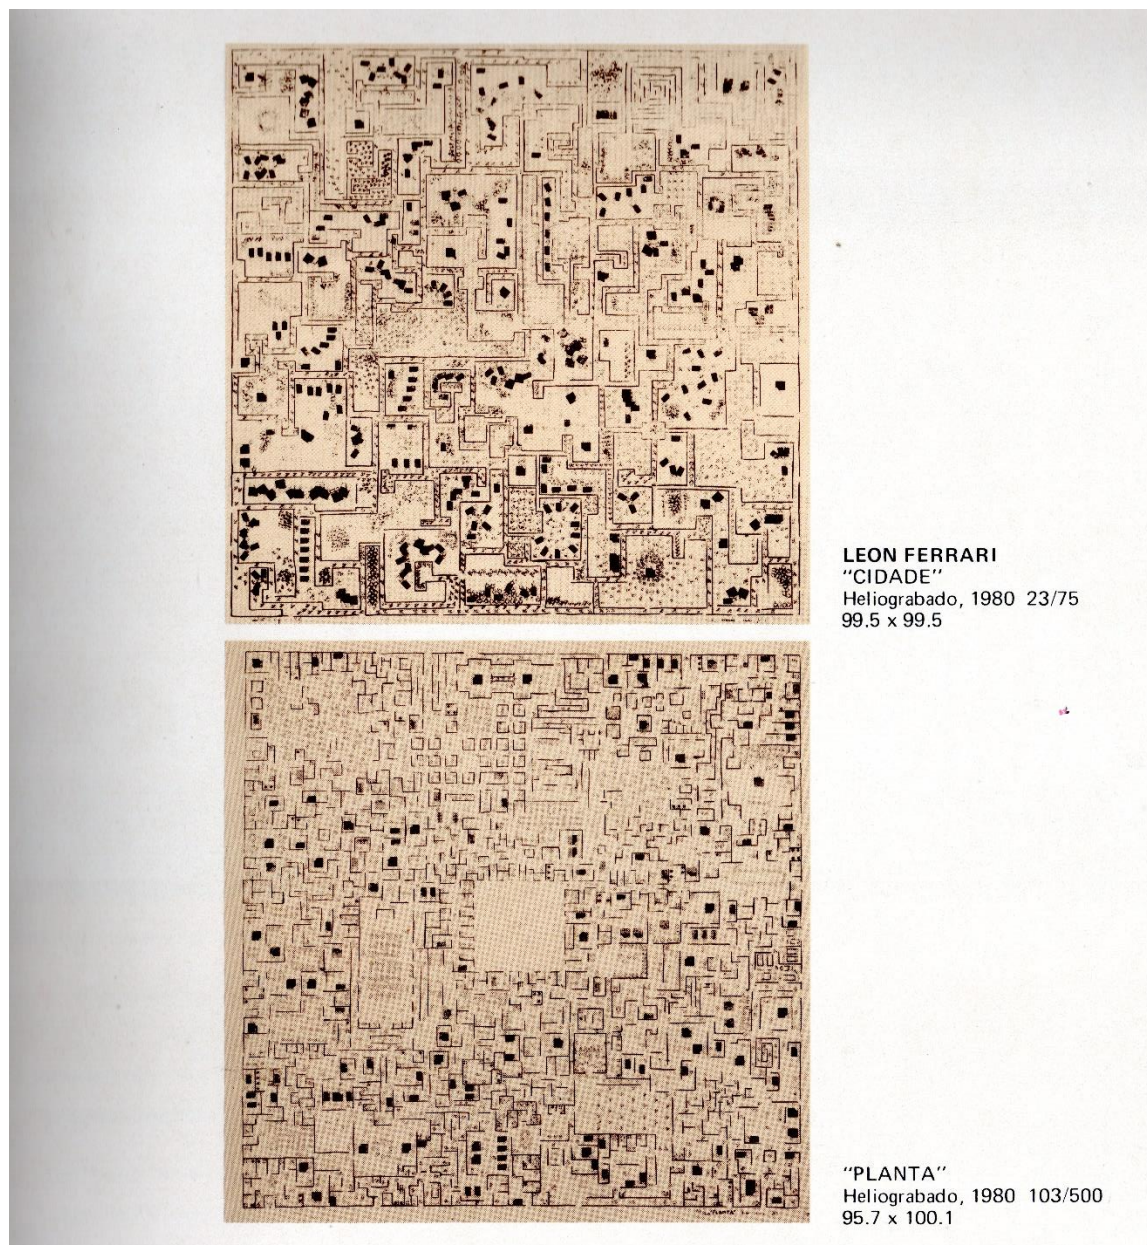 LEON FERRARI
"CIDADE"
Heliograbado, 1980 23/75
99.5 x 99.5
"PLANTA"
Heliograbado, 1980 103/500
95.7 x 100.1